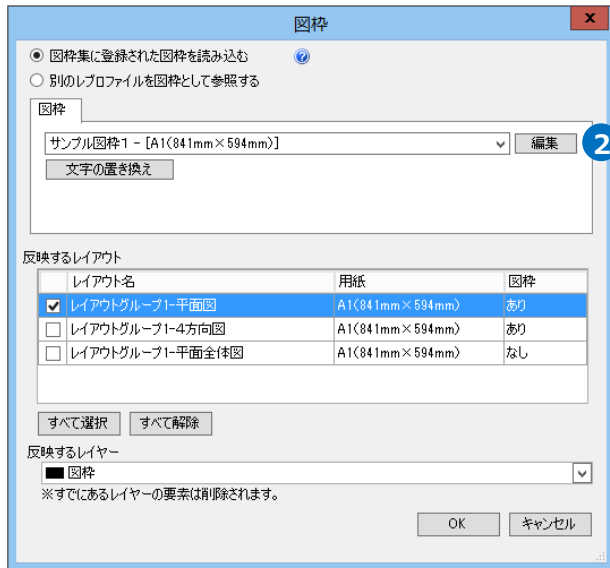 図枠
x
図枠集に登録された図枠を読み込む ?
別のレブロファイルを図枠として参照する
図枠
サンプル図枠1 - [A1(841mm×594mm)] 編集 2
文字の置き換え
反映するレイアウト
レイアウト名 用紙 図枠
レイアウトグループ1-平面図 A1(841mm×594mm) あり
レイアウトグループ1-4方向図 A1(841mm×594mm) あり
レイアウトグループ1-平面全体図 A1(841mm×594mm) なし
すべて選択 すべて解除
反映するレイヤー
図枠
※すでにあるレイヤーの要素は削除されます。
OK キャンセル